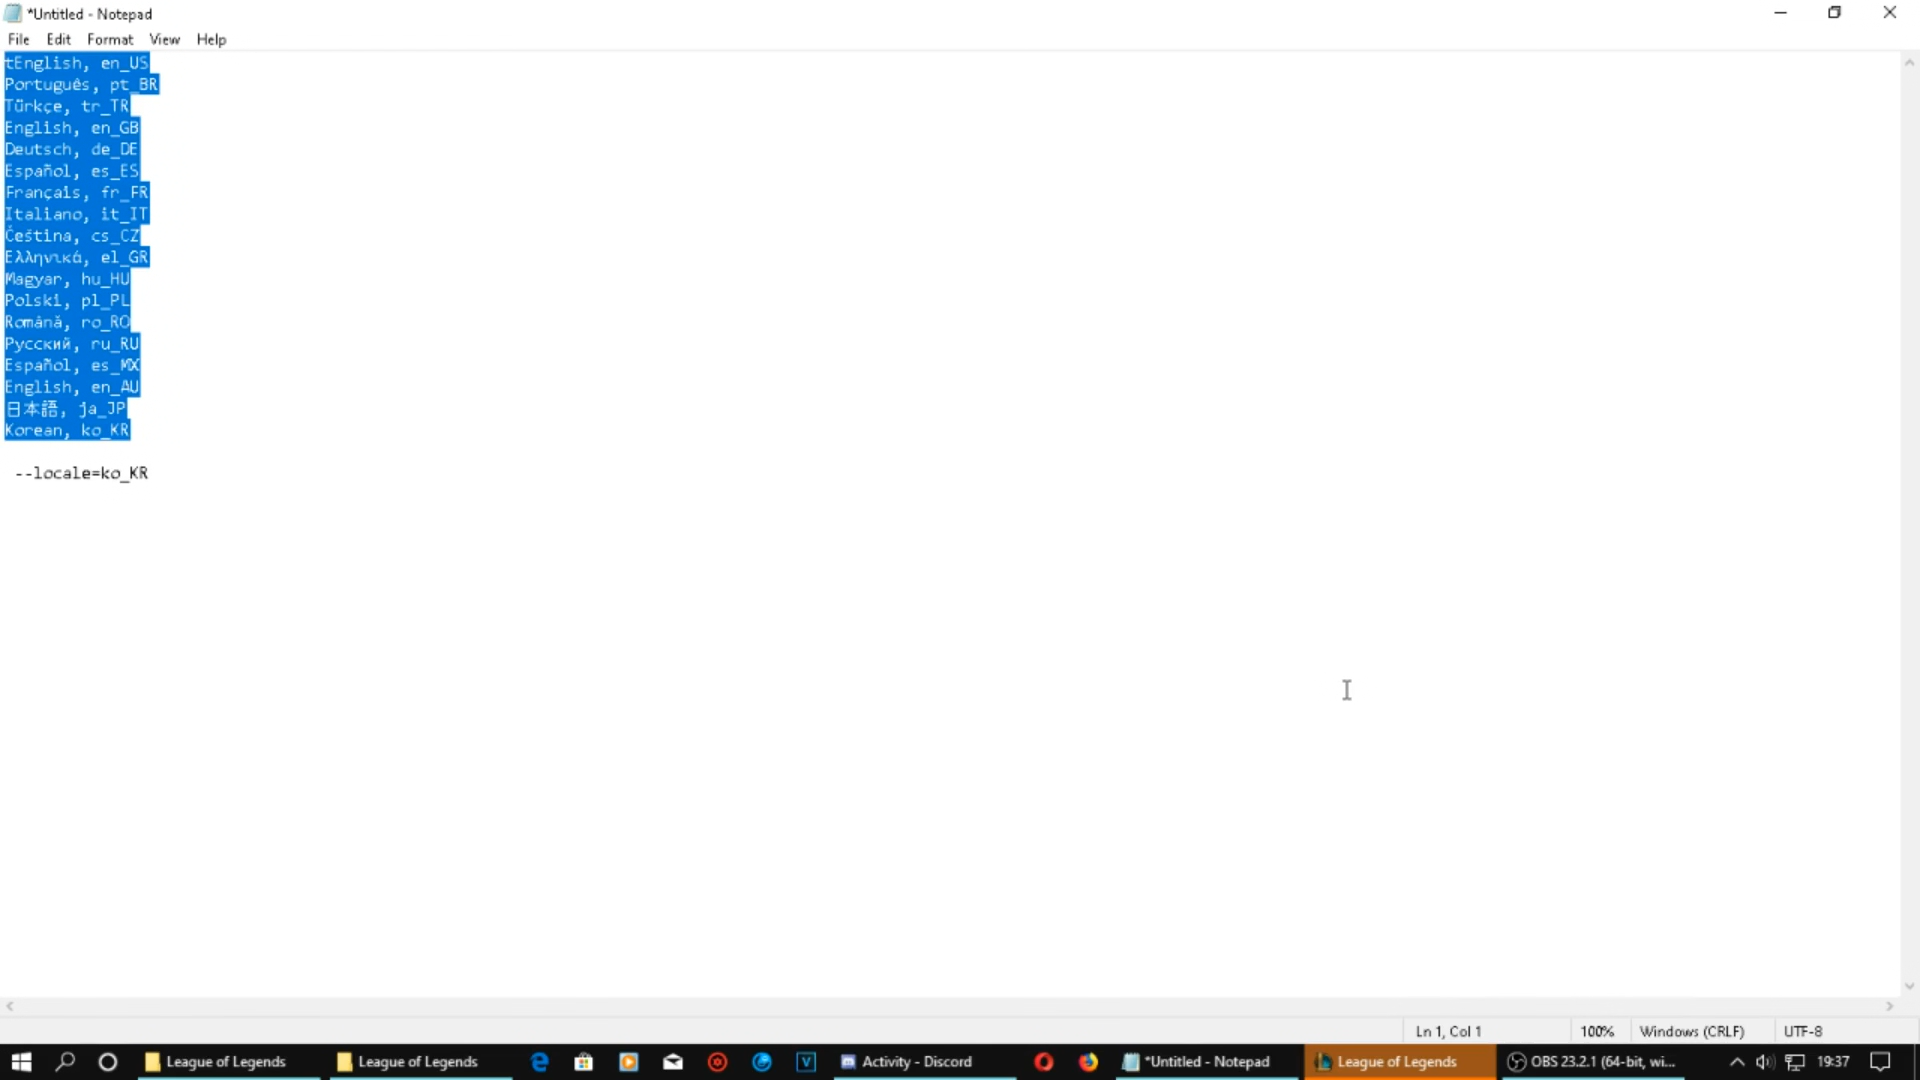 *Untitled - Notepad
File Edit Format View Help
tEnglish, en_US
Português, pt_BR
Türkçe, tr_TR
English, en_GB
Deutsch, de_DE
Español, es_ES
Français, fr_FR
Italiano, it_IT
Čeština, cs_CZ
Ελληνικά, el_GR
Magyar, hu_HU
Polski, pl_PL
Română, ro_RO
Русский, ru_RU
Español, es_MX
English, en_AU
日本語, ja_JP
Korean, ko_KR
--locale=ko_KR
Ln 1, Col 1 100% Windows (CRLF) UTF-8
League of Legends League of Legends Activity - Discord *Untitled - Notepad League of Legends OBS 23.2.1 (64-bit, wi... 19:37